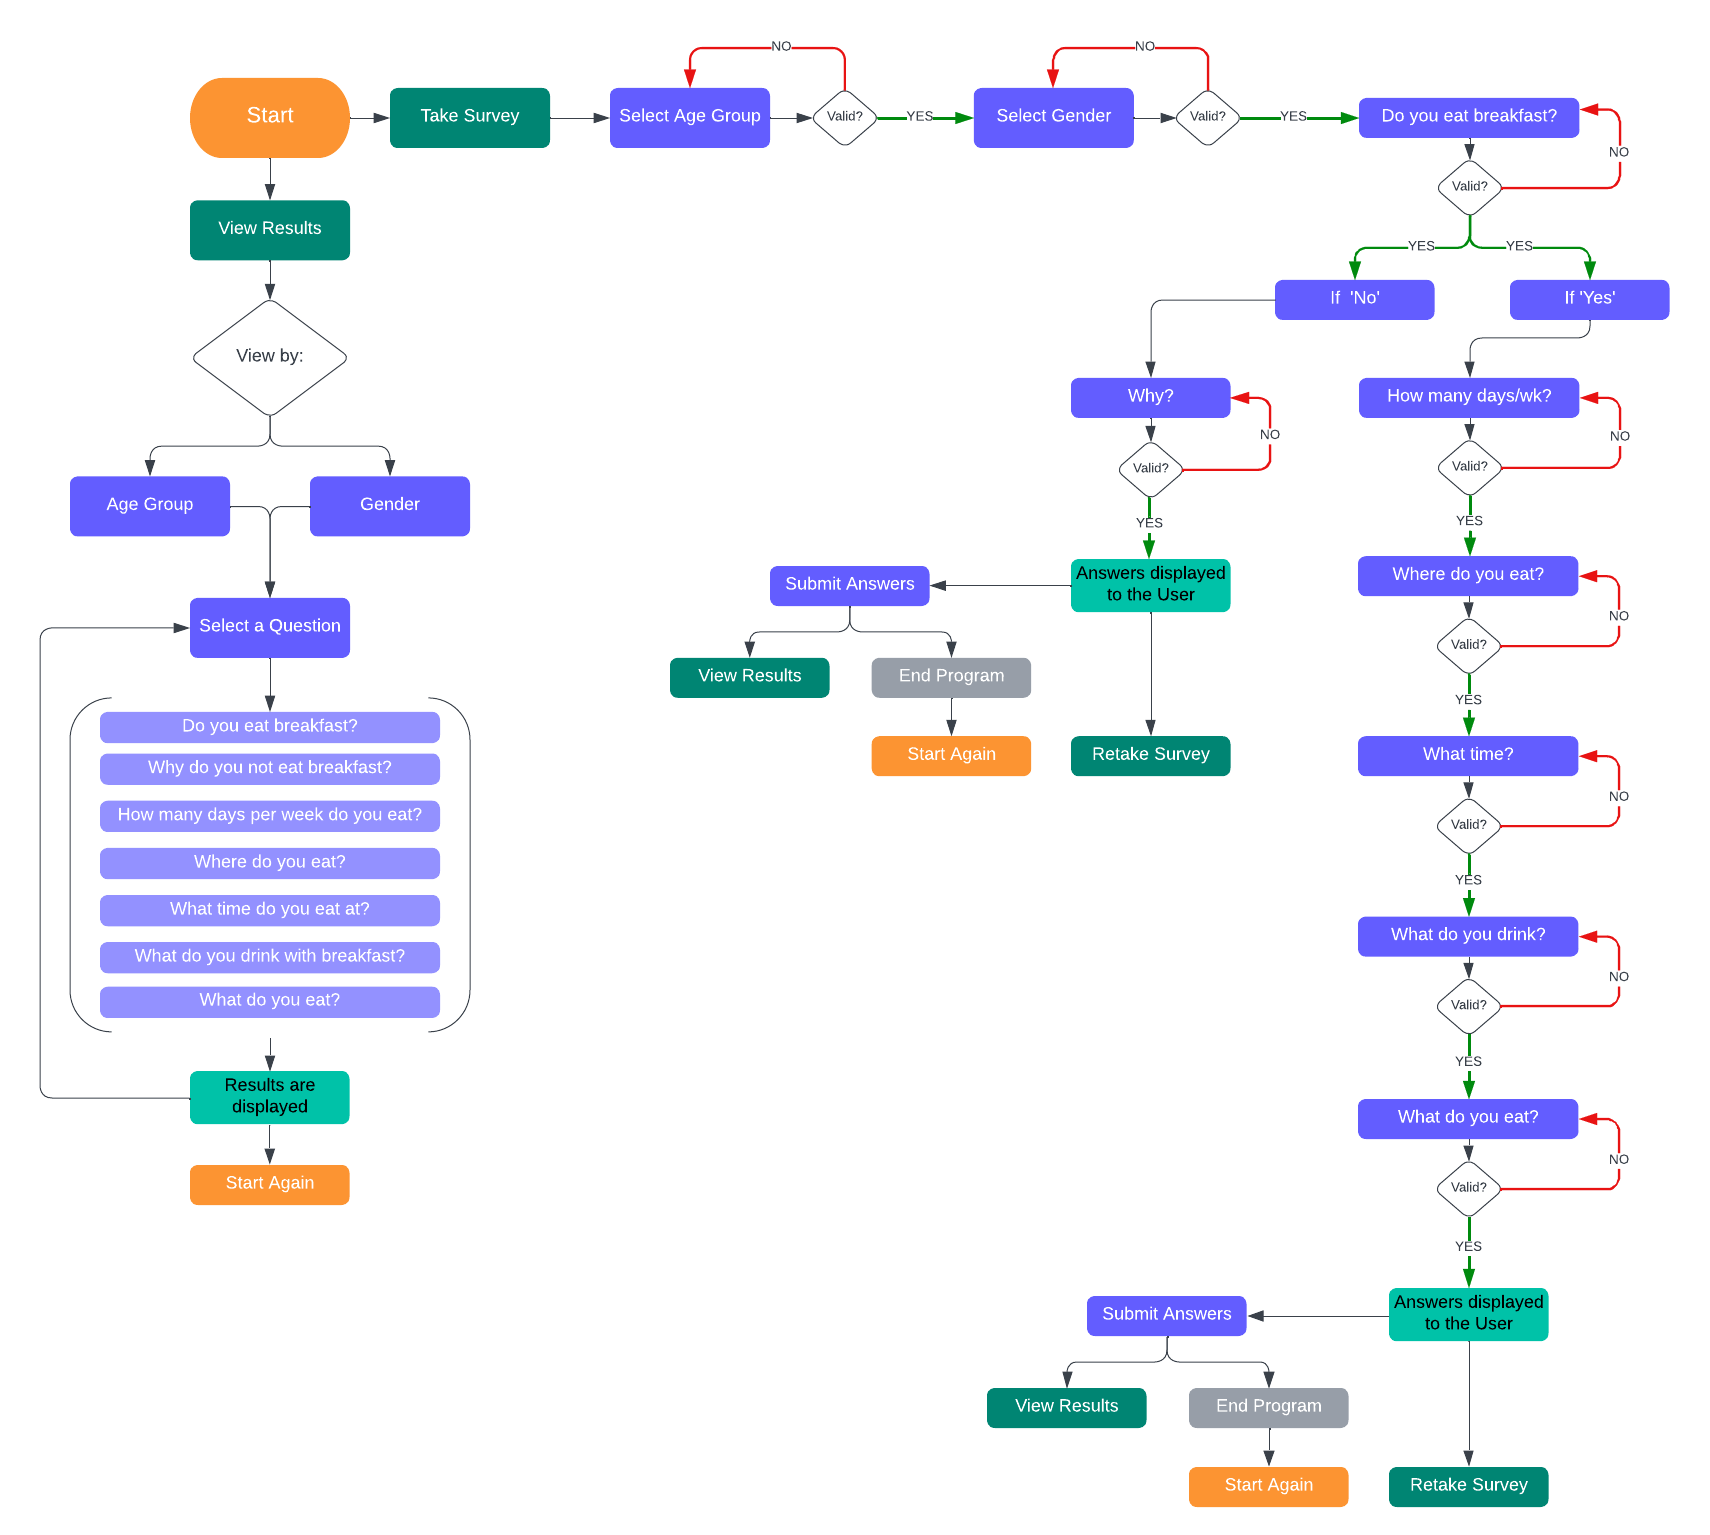 NO
NO
Start
Take Survey
Select Age Group
Valid?
YES
Select Gender
Valid?
YES
Do you eat breakfast?
NO
Valid?
View Results
YES
YES
If 'No'
If 'Yes'
View by:
Why?
How many days/wk?
NO
NO
Valid?
Valid?
Age Group
Gender
YES
YES
Submit Answers
Answers displayed
to the User
Where do you eat?
NO
Select a Question
Valid?
View Results
End Program
YES
Do you eat breakfast?
Start Again
Retake Survey
What time?
Why do you not eat breakfast?
NO
How many days per week do you eat?
Valid?
Where do you eat?
YES
What time do you eat at?
What do you drink?
What do you drink with breakfast?
NO
What do you eat?
Valid?
YES
Results are
displayed
What do you eat?
NO
Start Again
Valid?
YES
Submit Answers
Answers displayed
to the User
View Results
End Program
Start Again
Retake Survey